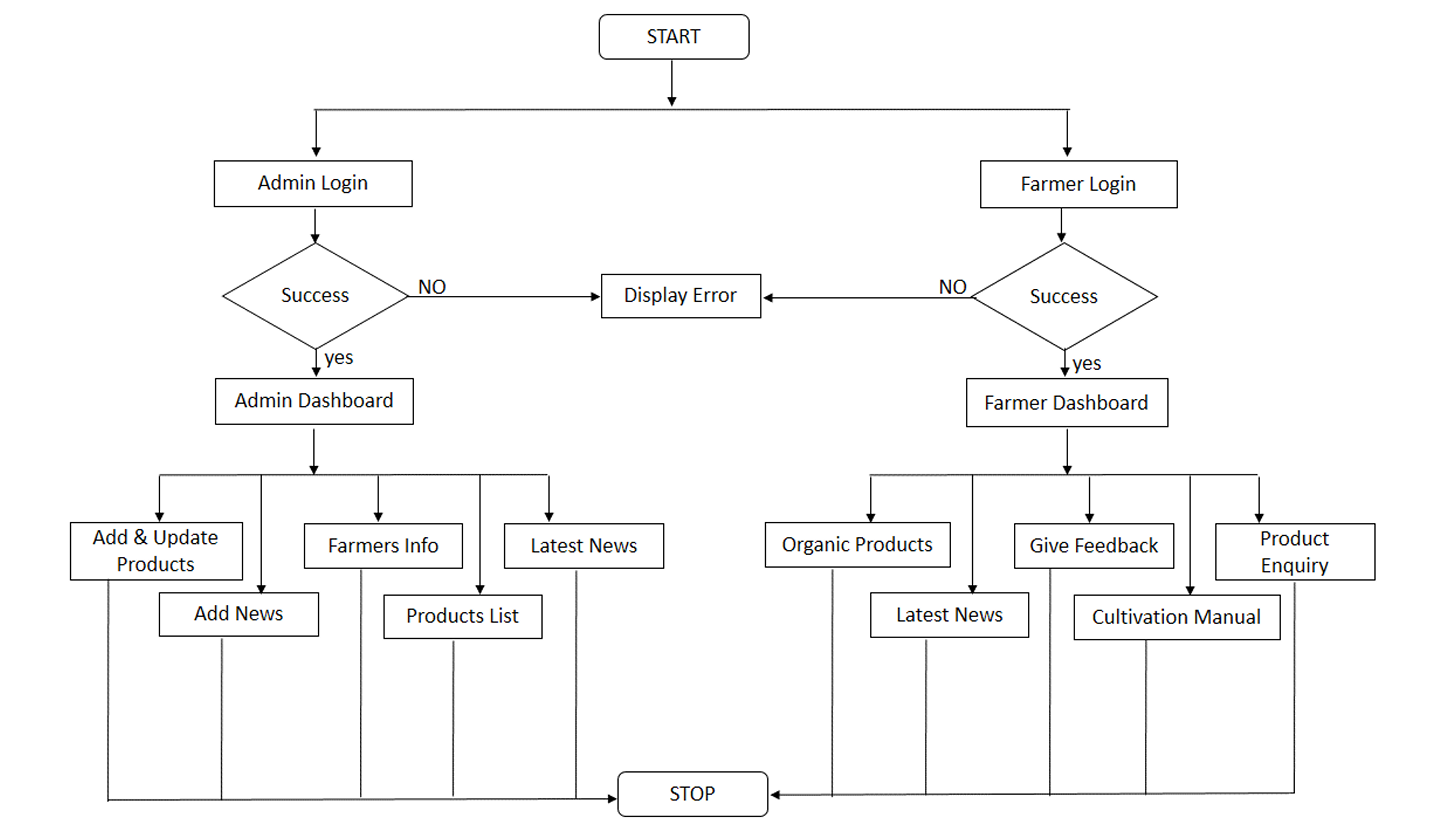 START
Admin Login
Farmer Login
Success
NO
Display Error
NO
Success
yes
yes
Admin Dashboard
Farmer Dashboard
Add & Update
Products
Farmers Info
Latest News
Organic Products
Give Feedback
Product
Enquiry
Add News
Products List
Latest News
Cultivation Manual
STOP